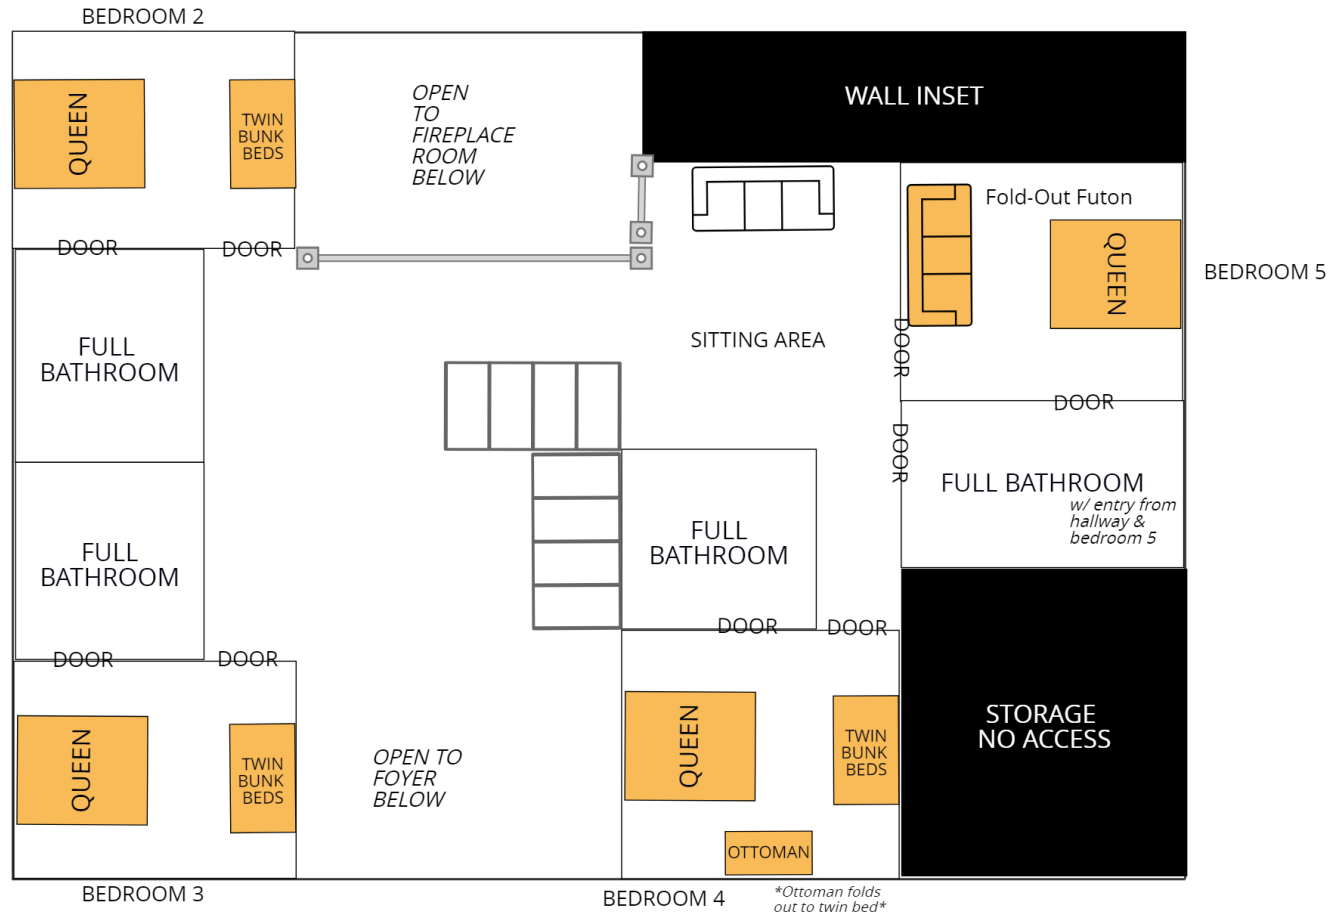 BEDROOM 2
QUEEN
TWIN
BUNK
BEDS
OPEN
TO
FIREPLACE
ROOM
BELOW
WALL INSET
Fold-Out Futon
QUEEN
BEDROOM 5
DOOR
DOOR
FULL
BATHROOM
SITTING AREA
DOOR
DOOR
DOOR
FULL BATHROOM
w/ entry from
hallway &
bedroom 5
FULL
BATHROOM
FULL
BATHROOM
DOOR
DOOR
DOOR
DOOR
QUEEN
TWIN
BUNK
BEDS
OPEN TO
FOYER
BELOW
QUEEN
TWIN
BUNK
BEDS
OTTOMAN
STORAGE
NO ACCESS
BEDROOM 3
BEDROOM 4
*Ottoman folds
out to twin bed*